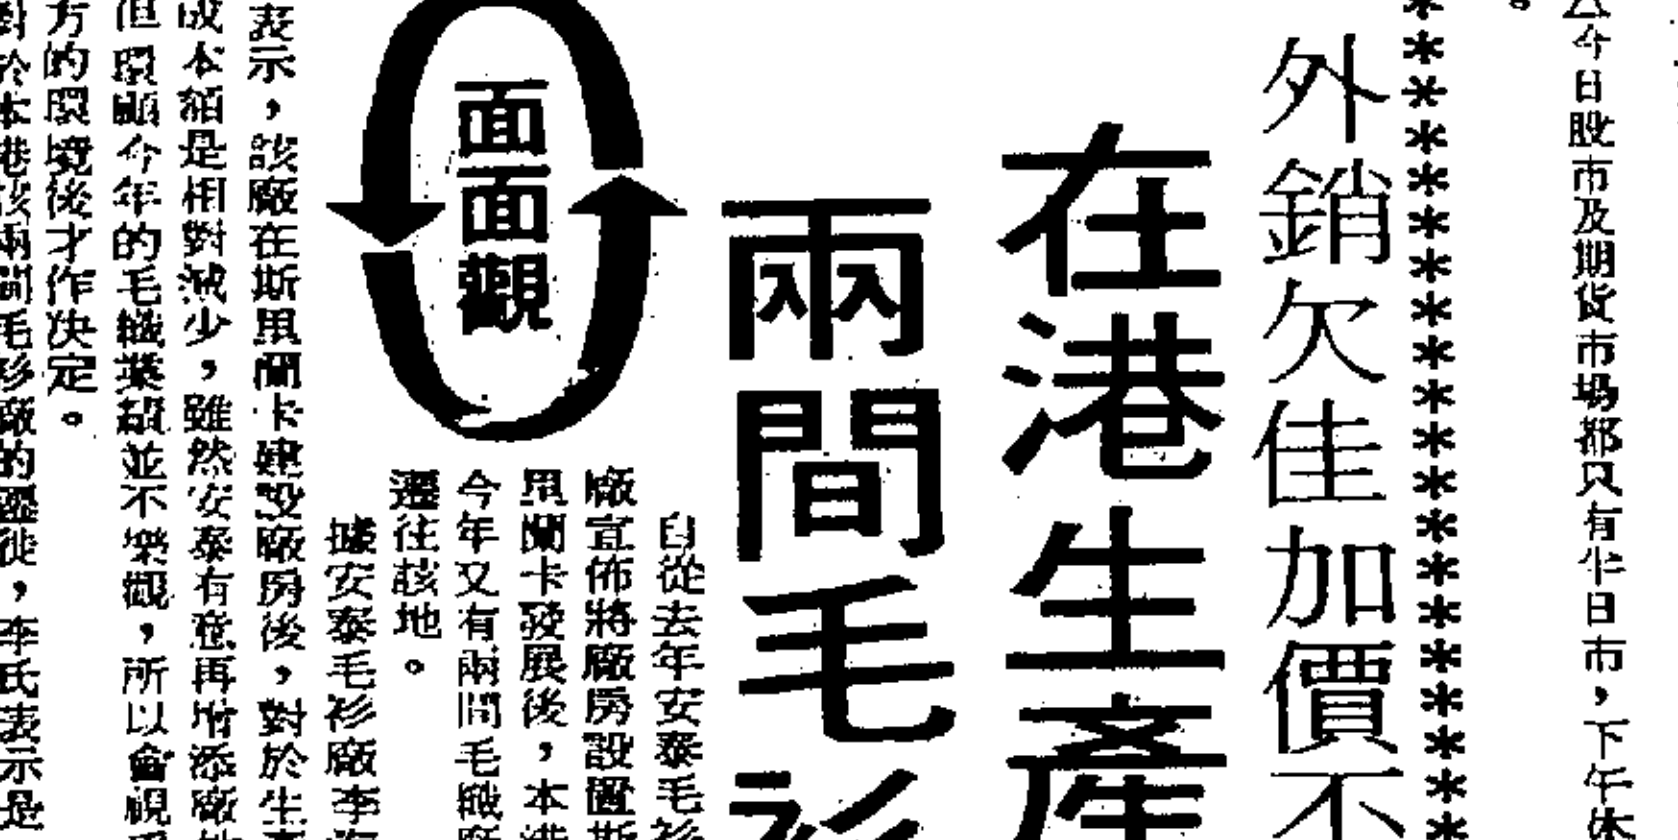 今日股市及期貨市場都只有半日市，下午休
外銷欠佳加價不
在港生產
兩間毛衫
面面觀
自從去年安泰毛衫
廠宣佈將廠房設置斯
里蘭卡發展後，本港
今年又有兩間毛織廠
遷往該地。
據安泰毛衫廠李
表示，該廠在斯里蘭卡建設廠房後，對於生產
成本額是相對減少，雖然安泰有意再增添廠
但環顧今年的毛織業績並不樂觀，所以會視乎
方的環境後才作決定。
對於本港該兩間毛衫廠的遷徙，李氏表示是